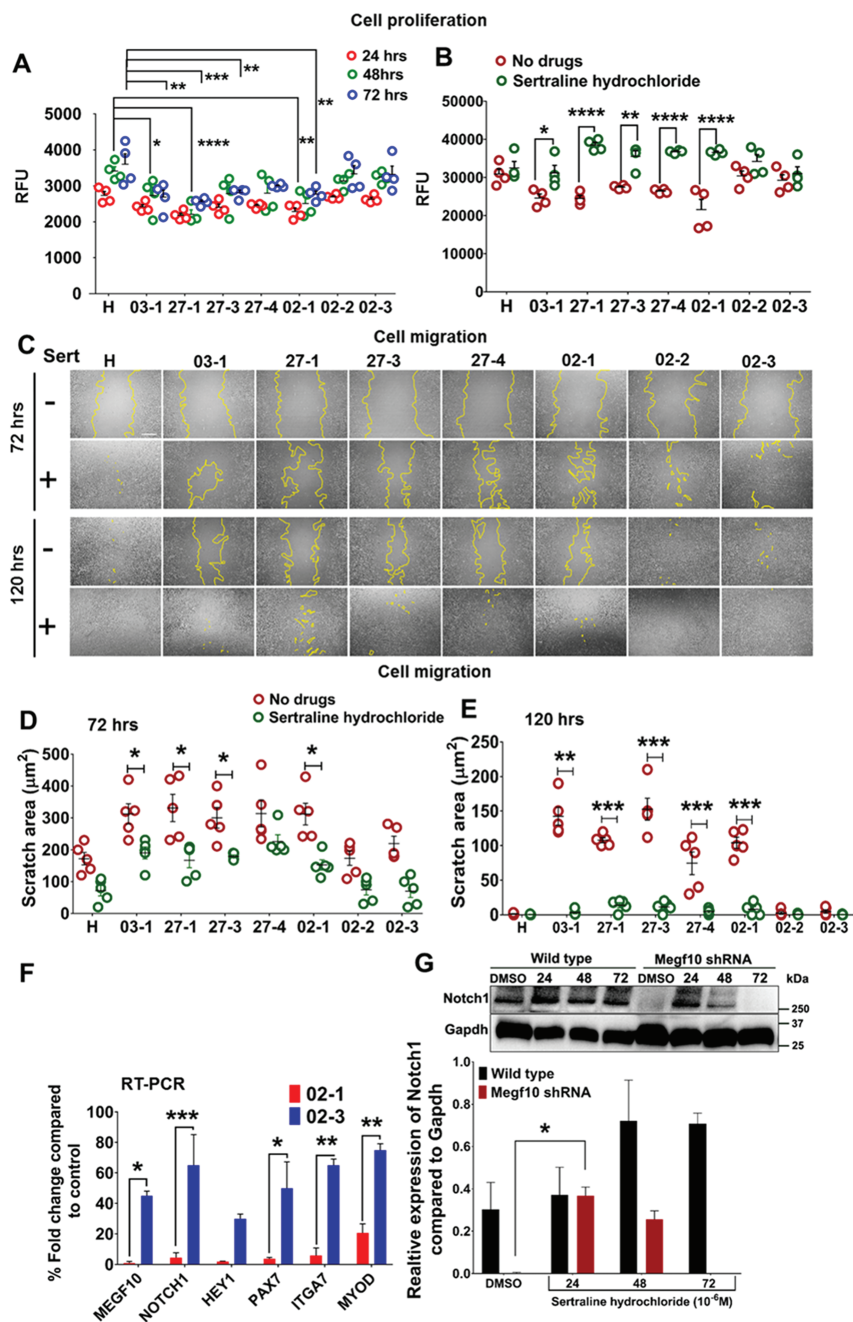 Cell proliferation
A
24 hrs
48hrs
72 hrs
**
***
**
**
*
****
**
RFU
5000
4000
3000
2000
1000
0
H 03-1 27-1 27-3 27-4 02-1 02-2 02-3
B
No drugs
Sertraline hydrochloride
* **** ** **** ****
RFU
50000
40000
30000
20000
10000
0
H 03-1 27-1 27-3 27-4 02-1 02-2 02-3
C
Cell migration
Sert H 03-1 27-1 27-3 27-4 02-1 02-2 02-3
72 hrs
-
+
120 hrs
-
+
Cell migration
D
72 hrs
No drugs
Sertraline hydrochloride
* * * *
Scratch area (µm2)
500
400
300
200
100
0
H 03-1 27-1 27-3 27-4 02-1 02-2 02-3
E
120 hrs
** *** *** *** ***
Scratch area (µm2)
250
200
150
100
50
0
H 03-1 27-1 27-3 27-4 02-1 02-2 02-3
F
RT-PCR
02-1
02-3
* *** * ** **
% Fold change compared
to control
100
80
60
40
20
0
MEGF10 NOTCH1 HEY1 PAX7 ITGA7 MYOD
G
Wild type Megf10 shRNA
DMSO 24 48 72 DMSO 24 48 72 kDa
Notch1
250
Gapdh
37
25
Wild type
Megf10 shRNA
*
Realtive expression of Notch1
compared to Gapdh
1.0
0.8
0.6
0.4
0.2
0.0
DMSO 24 48 72
Sertraline hydrochloride (10-6M)